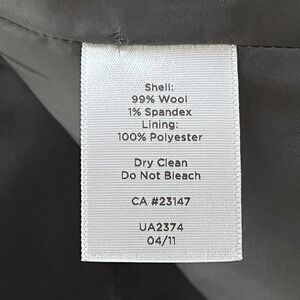 Shell:
99% Wool
1% Spandex
Lining:
100% Polyester
Dry Clean
Do Not Bleach
CA #23147
UA2374
04/11